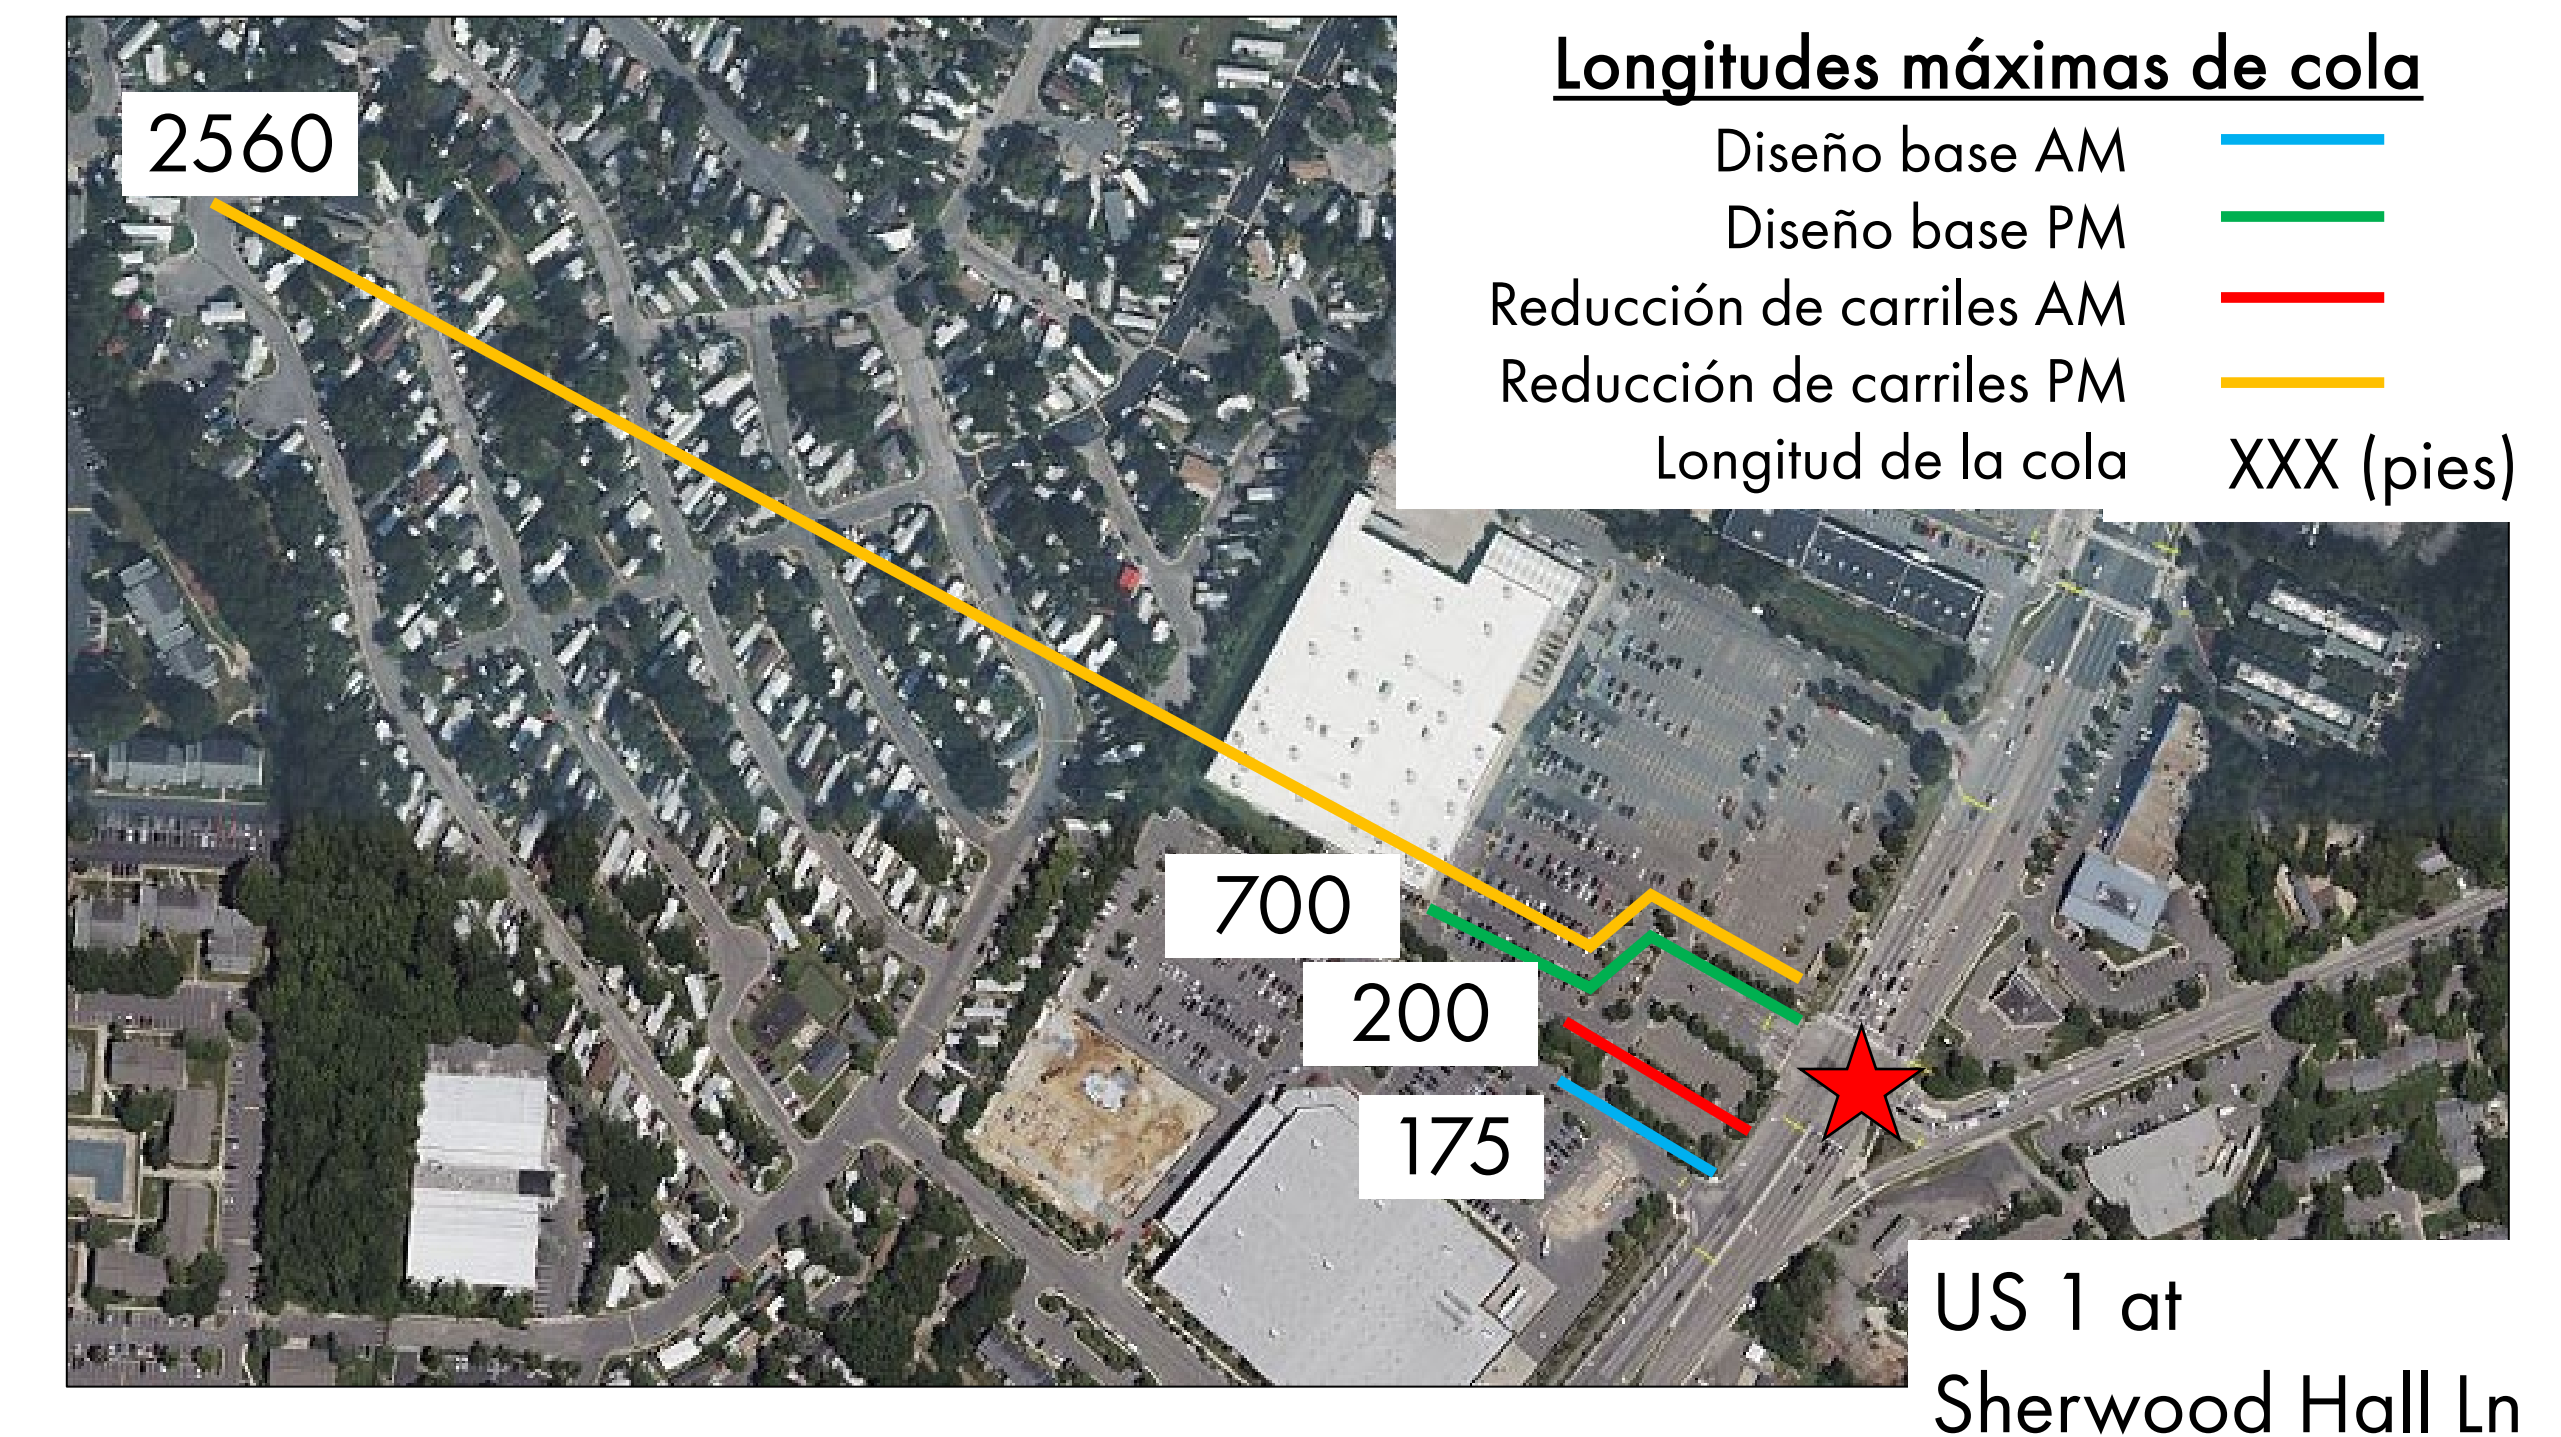 Longitudes máximas de cola
Diseño base AM
Diseño base PM
Reducción de carriles AM
Reducción de carriles PM
Longitud de la cola XXX (pies)
2560
700
200
175
US 1 at
Sherwood Hall Ln